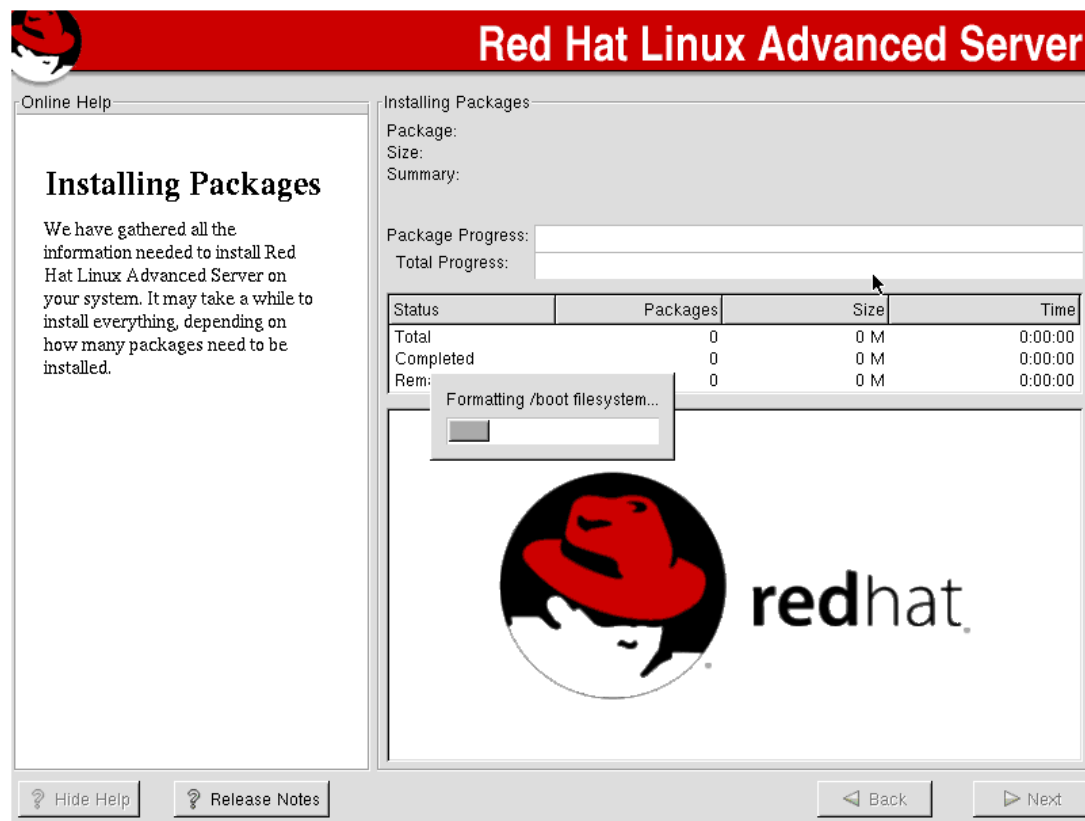 Red Hat Linux Advanced Server
Online Help
Installing Packages
We have gathered all the
information needed to install Red
Hat Linux Advanced Server on
your system. It may take a while to
install everything, depending on
how many packages need to be
installed.
Installing Packages
Package:
Size:
Summary:
Package Progress:
Total Progress:
Status Packages Size Time
Total 0 0 M 0:00:00
Completed 0 0 M 0:00:00
Rem 0 0 M 0:00:00
Formatting /boot filesystem...
redhat.
Hide Help
Release Notes
Back
Next